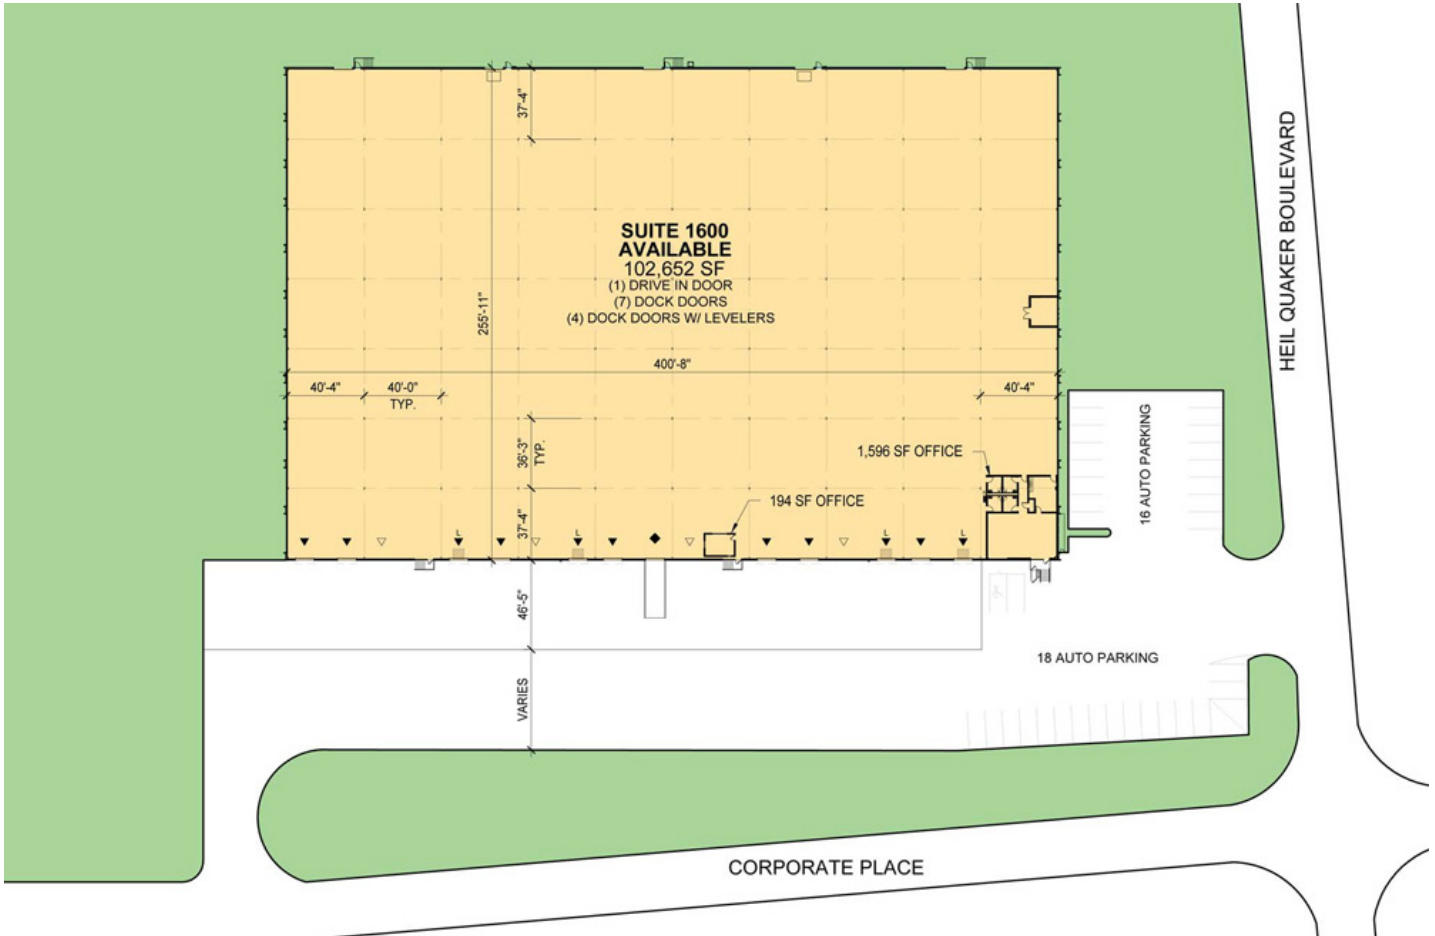 37'-4"
HEIL QUAKER BOULEVARD
SUITE 1600
AVAILABLE
102,652 SF
(1) DRIVE IN DOOR
(7) DOCK DOORS
(4) DOCK DOORS W/ LEVELERS
255'-11"
400'-8"
40'-4"
40'-0"
TYP.
40'-4"
16 AUTO PARKING
36'-3"
TYP.
1,596 SF OFFICE
194 SF OFFICE
37'-4"
L
L
L
L
46'-5"
18 AUTO PARKING
VARIES
CORPORATE PLACE